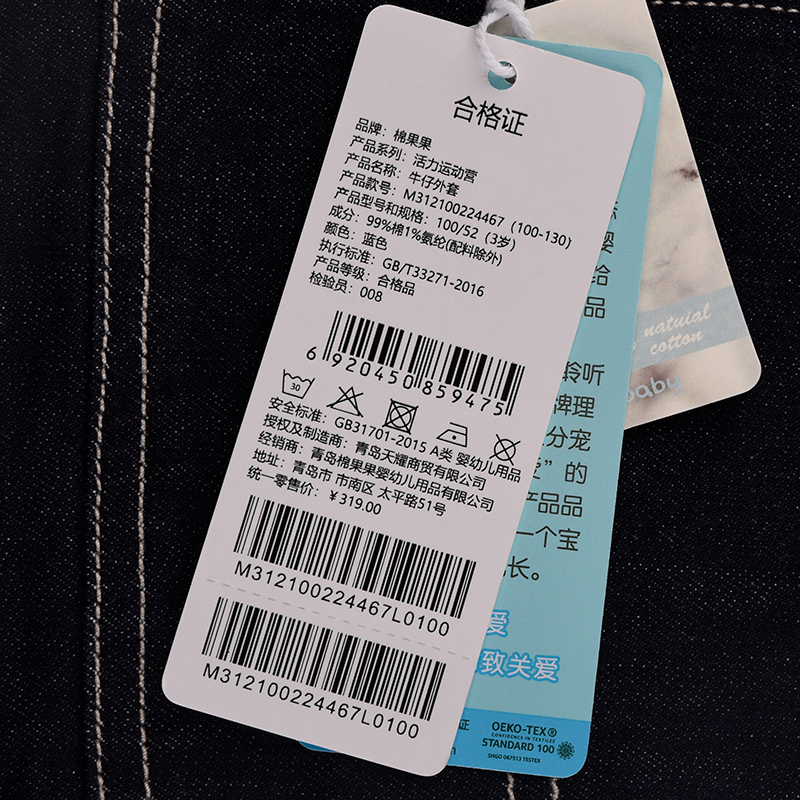 合格证
品牌：棉果果
产品系列：活力运动营
产品名称：牛仔外套
产品款号：M312100224467（100-130）
产品型号和规格：100/52（3岁）
成分：99%棉1%氨纶(配料除外)
颜色：蓝色
执行标准：GB/T33271-2016
产品等级：合格品
检验员：008
6 920450 859475
30
安全标准：GB31701-2015 A类 婴幼儿用品
授权及制造商：青岛天耀商贸有限公司
经销商：青岛棉果果婴幼儿用品有限公司
地址：青岛市 市南区 太平路51号
统一零售价：￥319.00
M312100224467L0100
M312100224467L0100
给
品
聆听
牌理
分宠
”的
产品品
一个宝
长。
爱
致关爱
证
OEKO-TEX®
CONFIDENCE IN TEXTILES
STANDARD 100
SHGO 067513 TESTEX
natuial
cotton
baby